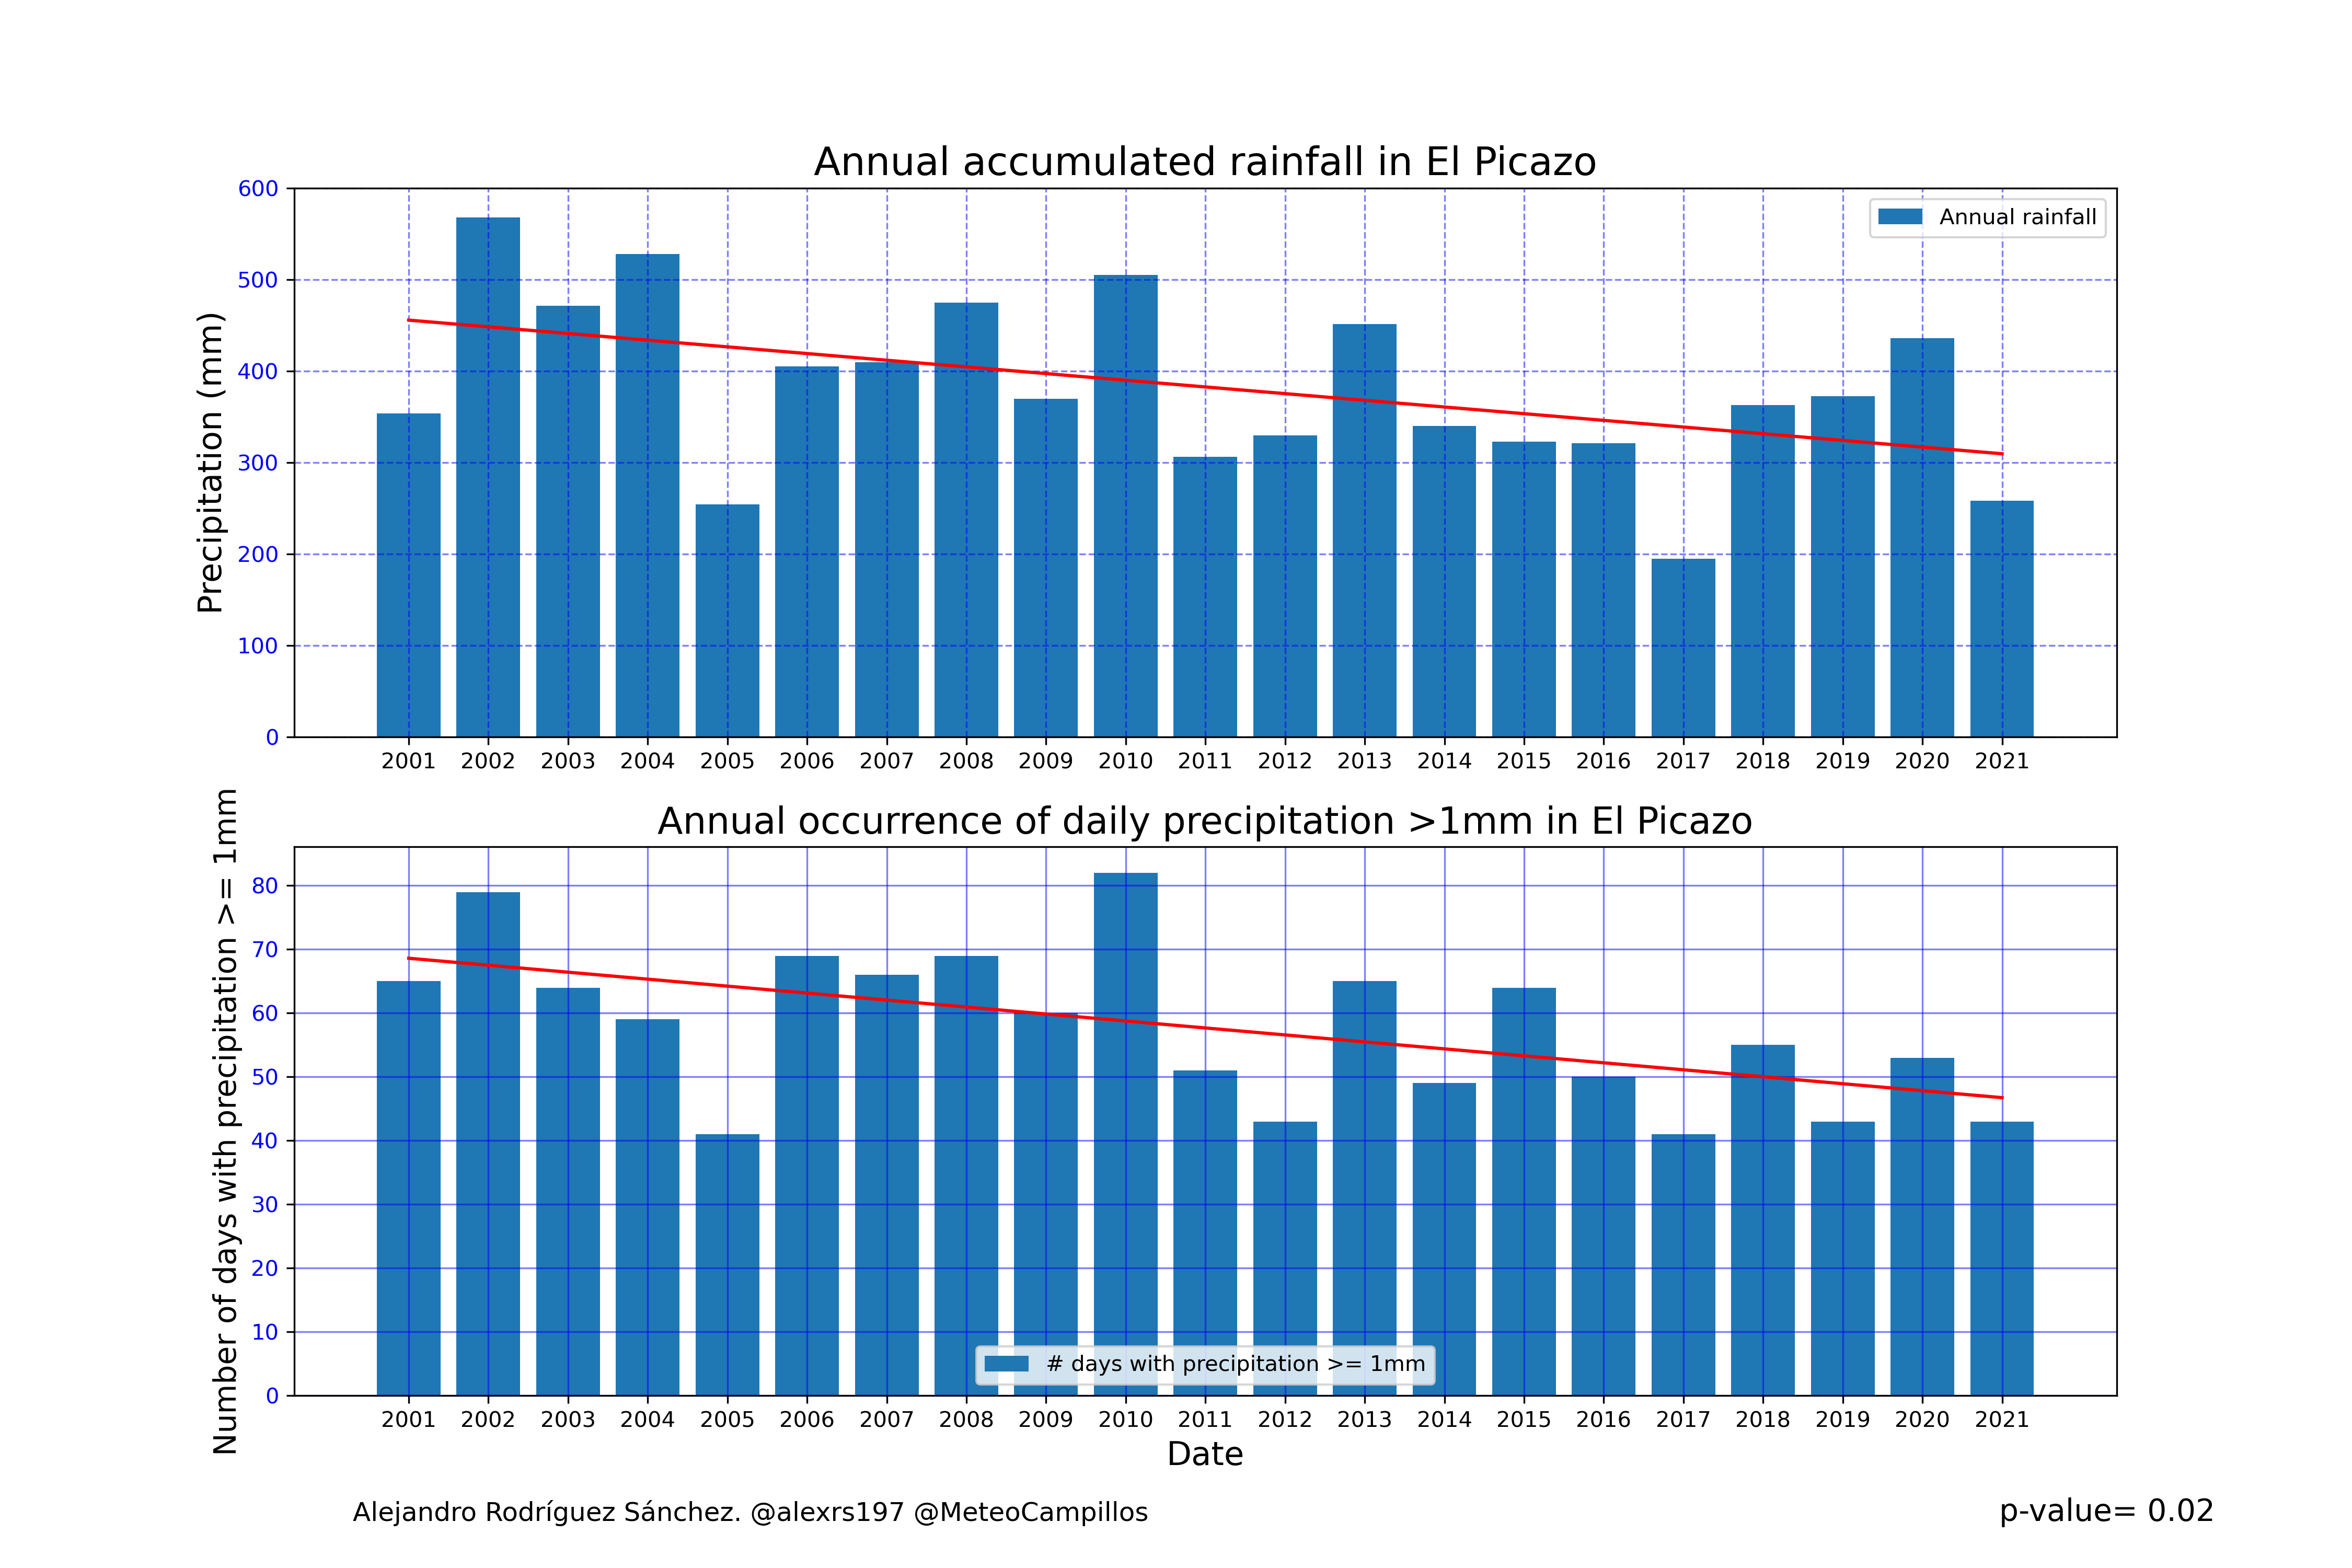 Annual accumulated rainfall in El Picazo
Precipitation (mm)
600
500
400
300
200
100
0
Annual rainfall
2001 2002 2003 2004 2005 2006 2007 2008 2009 2010 2011 2012 2013 2014 2015 2016 2017 2018 2019 2020 2021
Annual occurrence of daily precipitation >1mm in El Picazo
Number of days with precipitation >= 1mm
80
70
60
50
40
30
20
10
0
# days with precipitation >= 1mm
2001 2002 2003 2004 2005 2006 2007 2008 2009 2010 2011 2012 2013 2014 2015 2016 2017 2018 2019 2020 2021
Date
Alejandro Rodríguez Sánchez. @alexrs197 @MeteoCampillos
p-value= 0.02